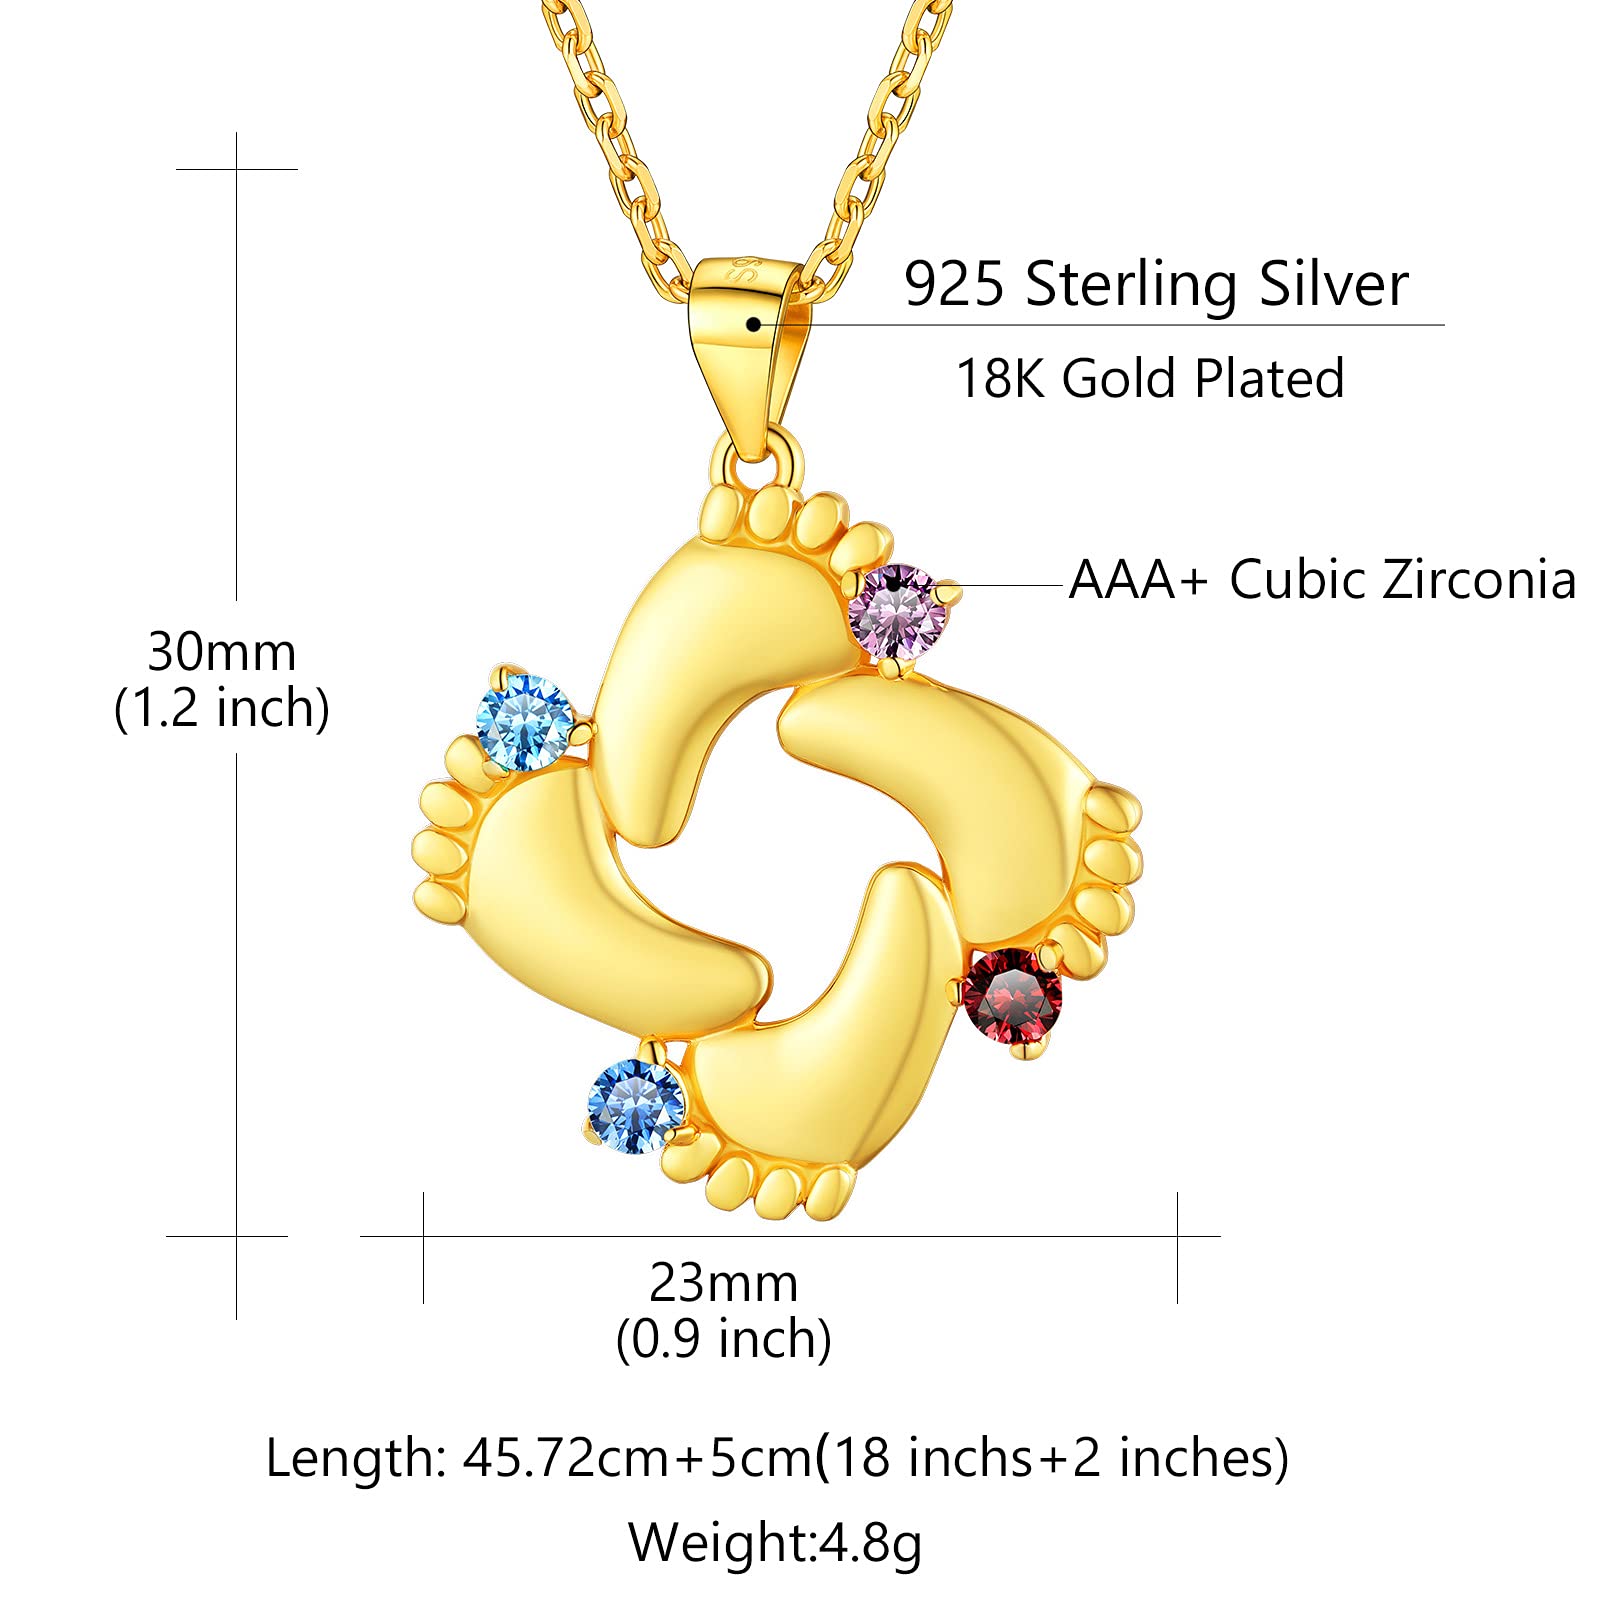 925 Sterling Silver
18K Gold Plated
AAA+ Cubic Zirconia
30mm
(1.2 inch)
23mm
(0.9 inch)
Length: 45.72cm+5cm(18 inchs+2 inches)
Weight:4.8g